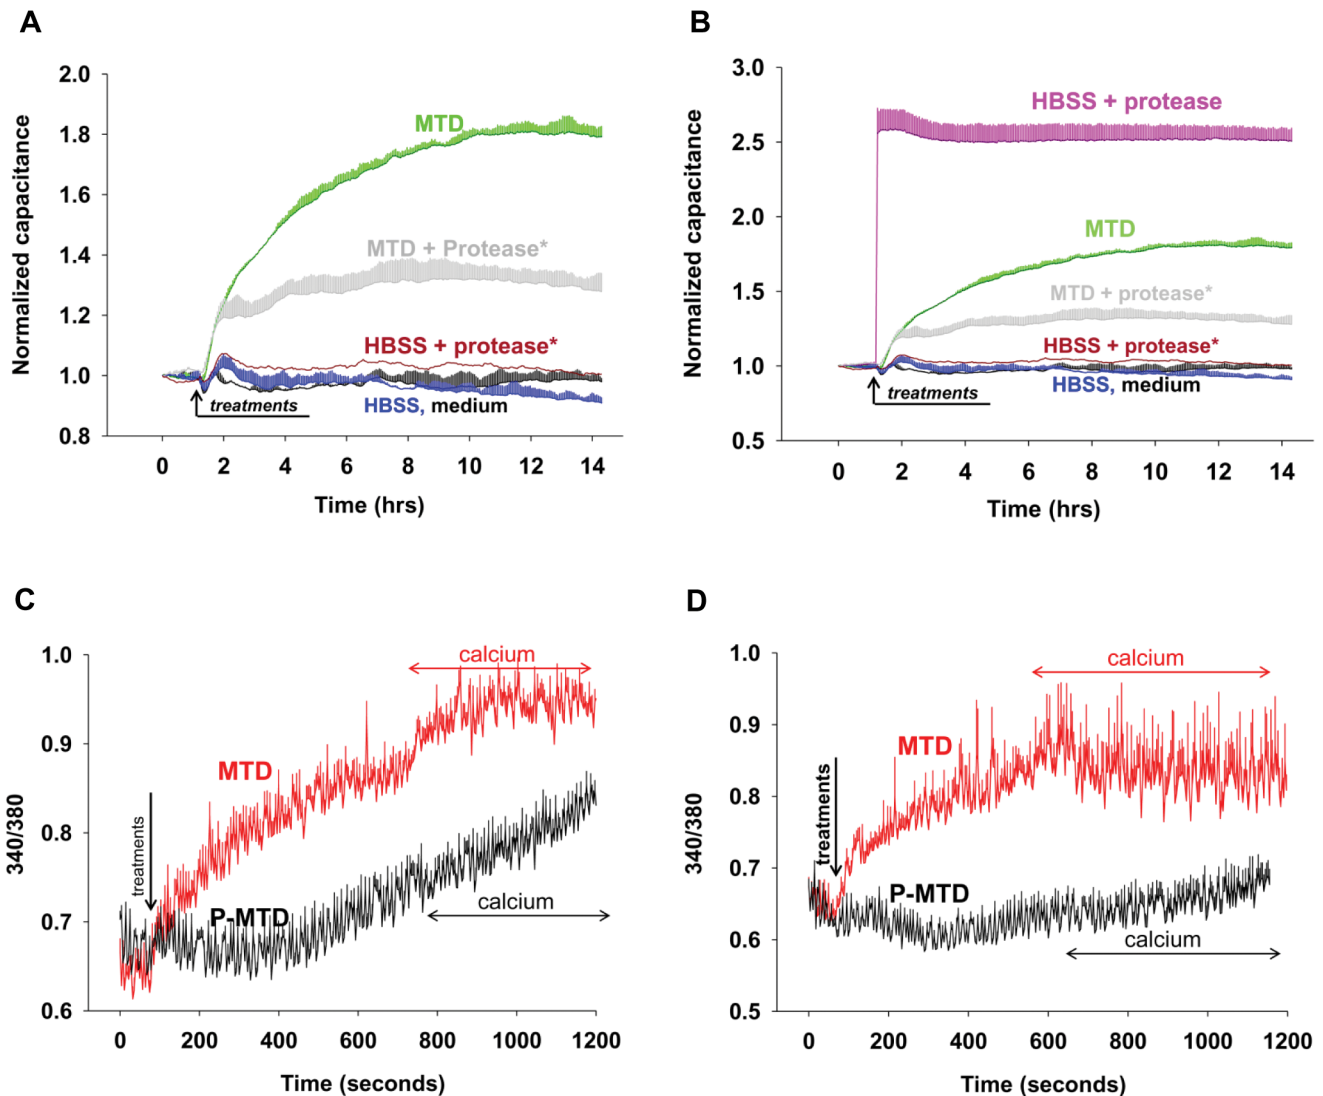 A
2.0
1.8
1.6
1.4
1.2
1.0
0.8
Normalized capacitance
MTD
MTD + Protease*
HBSS + protease*
HBSS, medium
treatments
0 2 4 6 8 10 12 14
Time (hrs)
B
3.0
2.5
2.0
1.5
1.0
0.5
Normalized capacitance
HBSS + protease
MTD
MTD + protease*
HBSS + protease*
HBSS, medium
treatments
0 2 4 6 8 10 12 14
Time (hrs)
C
1.0
0.9
0.8
0.7
0.6
340/380
calcium
MTD
treatments
P-MTD
calcium
0 200 400 600 800 1000 1200
Time (seconds)
D
1.0
0.9
0.8
0.7
0.6
0.5
340/380
calcium
MTD
treatments
P-MTD
calcium
0 200 400 600 800 1000 1200
Time (seconds)